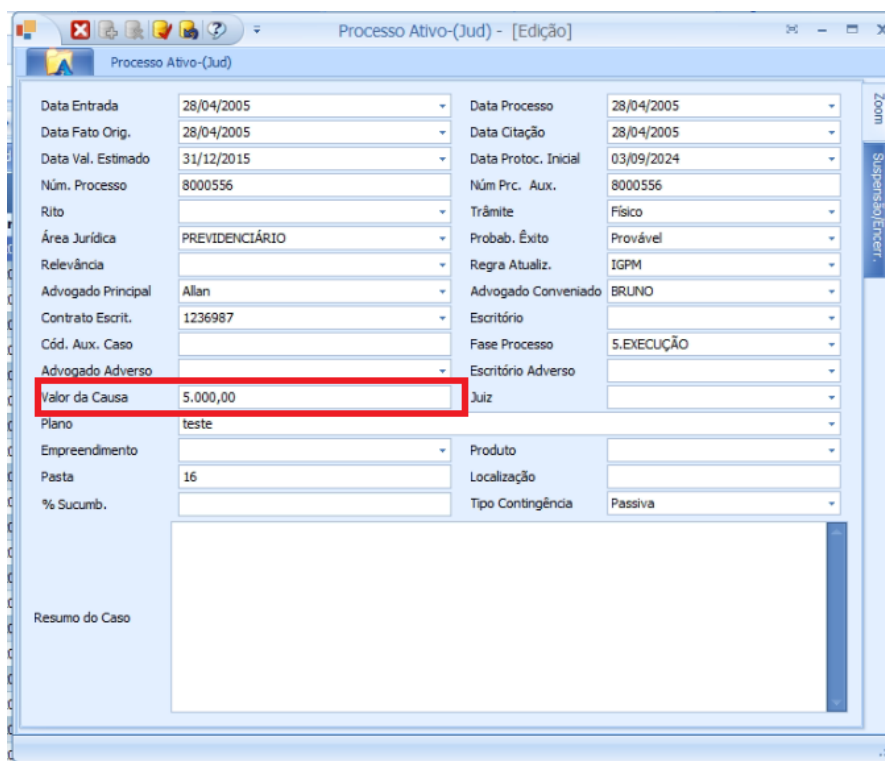 Processo Ativo-(Jud) - [Edição]
Processo Ativo-(Jud)
Data Entrada 28/04/2005 Data Processo 28/04/2005
Data Fato Orig. 28/04/2005 Data Citação 28/04/2005
Data Val. Estimado 31/12/2015 Data Protoc. Inicial 03/09/2024
Núm. Processo 8000556 Núm Prc. Aux. 8000556
Rito Trâmite Físico
Área Jurídica PREVIDENCIÁRIO Probab. Êxito Provável
Relevância Regra Atualiz. IGPM
Advogado Principal Allan Advogado Conveniado BRUNO
Contrato Escrit. 1236987 Escritório
Cód. Aux. Caso Fase Processo 5.EXECUÇÃO
Advogado Adverso Escritório Adverso
Valor da Causa 5.000,00 Juiz
Plano teste
Empreendimento Produto
Pasta 16 Localização
% Sucumb. Tipo Contingência Passiva
Resumo do Caso
Zoom
Suspensão/Encerr.